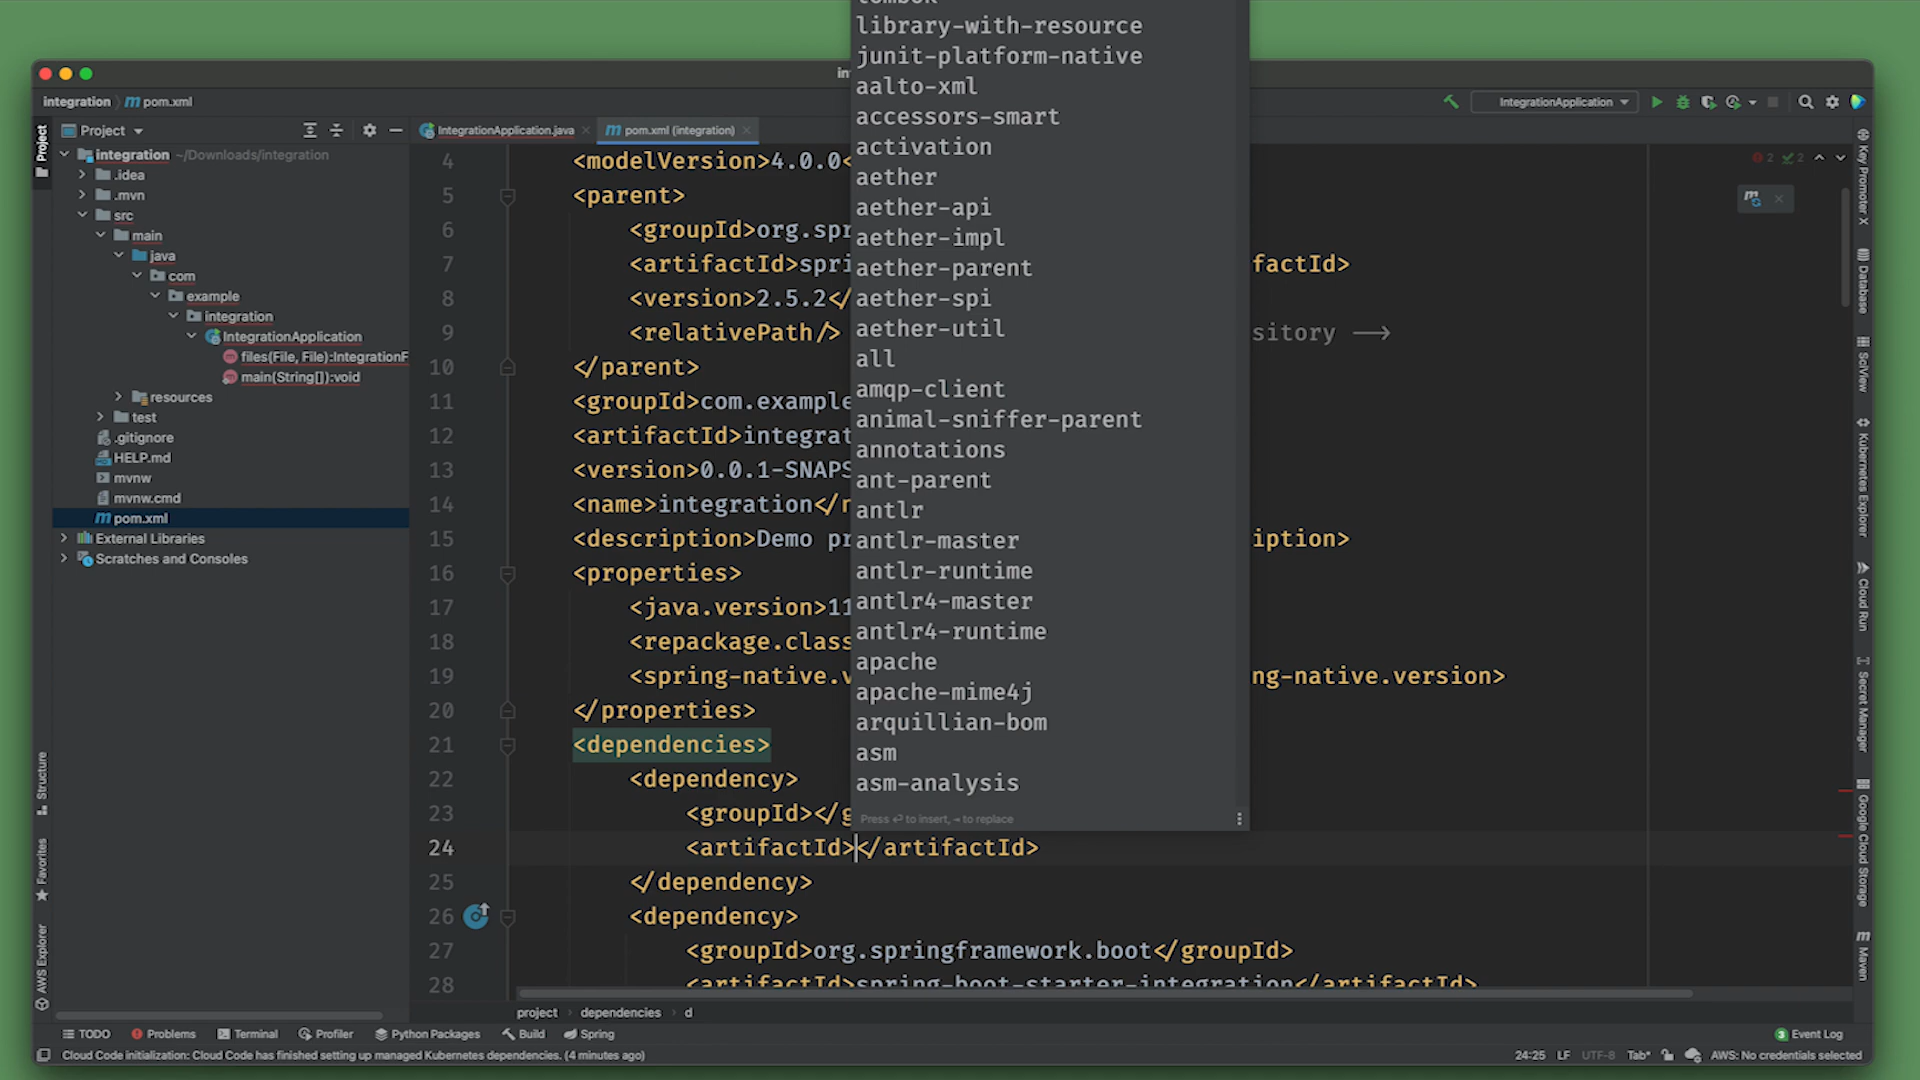 library-with-resource
junit-platform-native
aalto-xml
accessors-smart
activation
aether
aether-api
aether-impl
aether-parent
aether-spi
aether-util
all
amqp-client
animal-sniffer-parent
annotations
ant-parent
antlr
antlr-master
antlr-runtime
antlr4-master
antlr4-runtime
apache
apache-mime4j
arquillian-bom
asm
asm-analysis
Press ⏎ to insert, ⇥ to replace
integration
pom.xml
IntegrationApplication
Project
IntegrationApplication.java
pom.xml (integration)
Project
integration ~/Downloads/integration
.idea
.mvn
src
main
java
com
example
integration
IntegrationApplication
files(File, File):IntegrationF
main(String[]):void
resources
test
.gitignore
HELP.md
mvnw
mvnw.cmd
pom.xml
External Libraries
Scratches and Consoles
Structure
Favorites
AWS Explorer
2 2
4 <modelVersion>4.0.0<
5 <parent>
6 <groupId>org.spr
7 <artifactId>spri factId>
8 <version>2.5.2</
9 <relativePath/> sitory -->
10 </parent>
11 <groupId>com.example
12 <artifactId>integrat
13 <version>0.0.1-SNAPS
14 <name>integration</n
15 <description>Demo pr iption>
16 <properties>
17 <java.version>11
18 <repackage.class
19 <spring-native.v ng-native.version>
20 </properties>
21 <dependencies>
22 <dependency>
23 <groupId></g
24 <artifactId></artifactId>
25 </dependency>
26 <dependency>
27 <groupId>org.springframework.boot</groupId>
28 <artifactId>spring-boot-starter-integration</artifactId>
Key Promoter X
Database
SciView
Kubernetes Explorer
Cloud Run
Secret Manager
Google Cloud Storage
Maven
project
dependencies
d
TODO
Problems
Terminal
Profiler
Python Packages
Build
Spring
3 Event Log
Cloud Code initialization: Cloud Code has finished setting up managed Kubernetes dependencies. (4 minutes ago)
24:25 LF UTF-8 Tab* AWS: No credentials selected